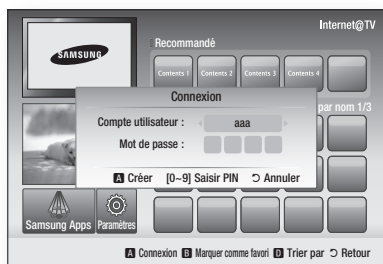 Internet@TV
SAMSUNG
Recommandé
Contents 1 Contents 2 Contents 3 Contents 4
Connexion
par nom 1/3
Compte utilisateur : aaa
Mot de passe :
A Créer [0~9] Saisir PIN Annuler
Samsung Apps Paramètres
A Connexion B Marquer comme favori D Trier par Retour